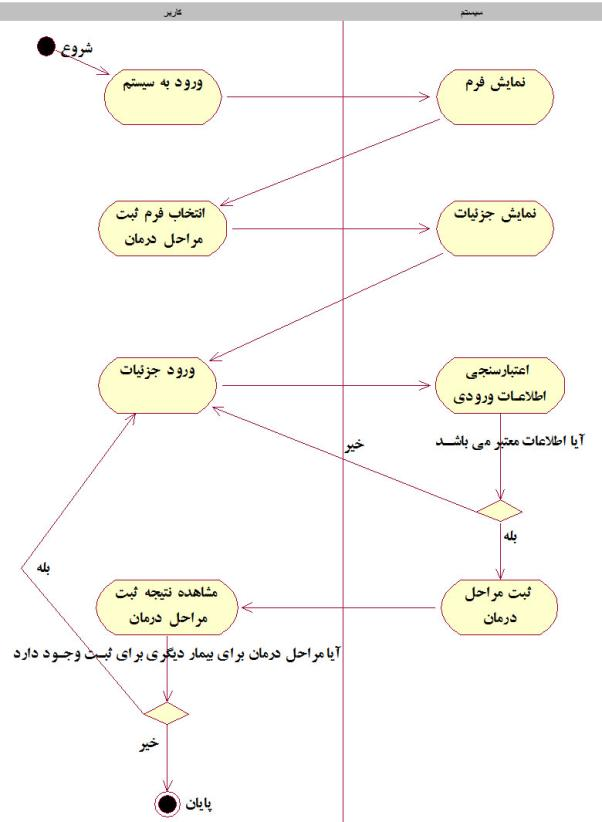 سیستم
کاربر
شروع
ورود به سیستم
نمایش فرم
انتخاب فرم ثبت
مراحل درمان
نمایش جزئیات
ورود جزئیات
اعتبارسنجی
اطلاعات ورودی
آیا اطلاعات معتبر می باشد
خیر
بله
ثبت مراحل
درمان
مشاهده نتیجه ثبت
مراحل درمان
بله
آیا مراحل درمان برای بیمار دیگری برای ثبت وجود دارد
خیر
پایان